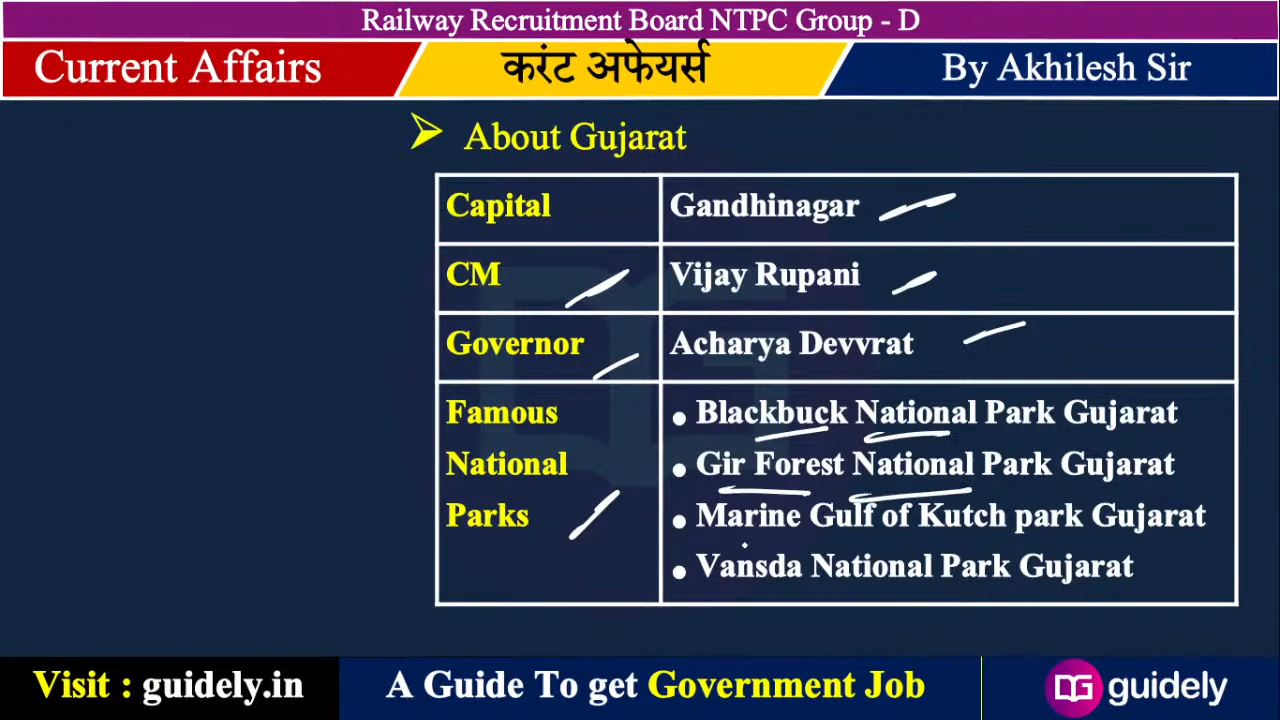 Railway Recruitment Board NTPC Group - D
Current Affairs
करंट अफेयर्स
By Akhilesh Sir
About Gujarat
Capital
Gandhinagar
CM
Vijay Rupani
Governor
Acharya Devvrat
Famous
National
Parks
• Blackbuck National Park Gujarat
• Gir Forest National Park Gujarat
• Marine Gulf of Kutch park Gujarat
• Vansda National Park Gujarat
Visit : guidely.in
A Guide To get Government Job
guidely